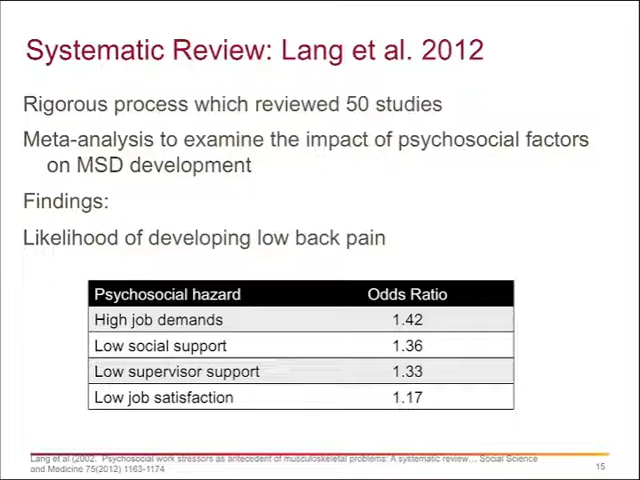 Systematic Review: Lang et al. 2012
Rigorous process which reviewed 50 studies
Meta-analysis to examine the impact of psychosocial factors
on MSD development
Findings:
Likelihood of developing low back pain
Psychosocial hazard Odds Ratio
High job demands 1.42
Low social support 1.36
Low supervisor support 1.33
Low job satisfaction 1.17
Lang et al (2002. Psychosocial work stressors as antecedent of musculoskeletal problems: A systematic review... Social Science
and Medicine 75(2012) 1163-1174
15